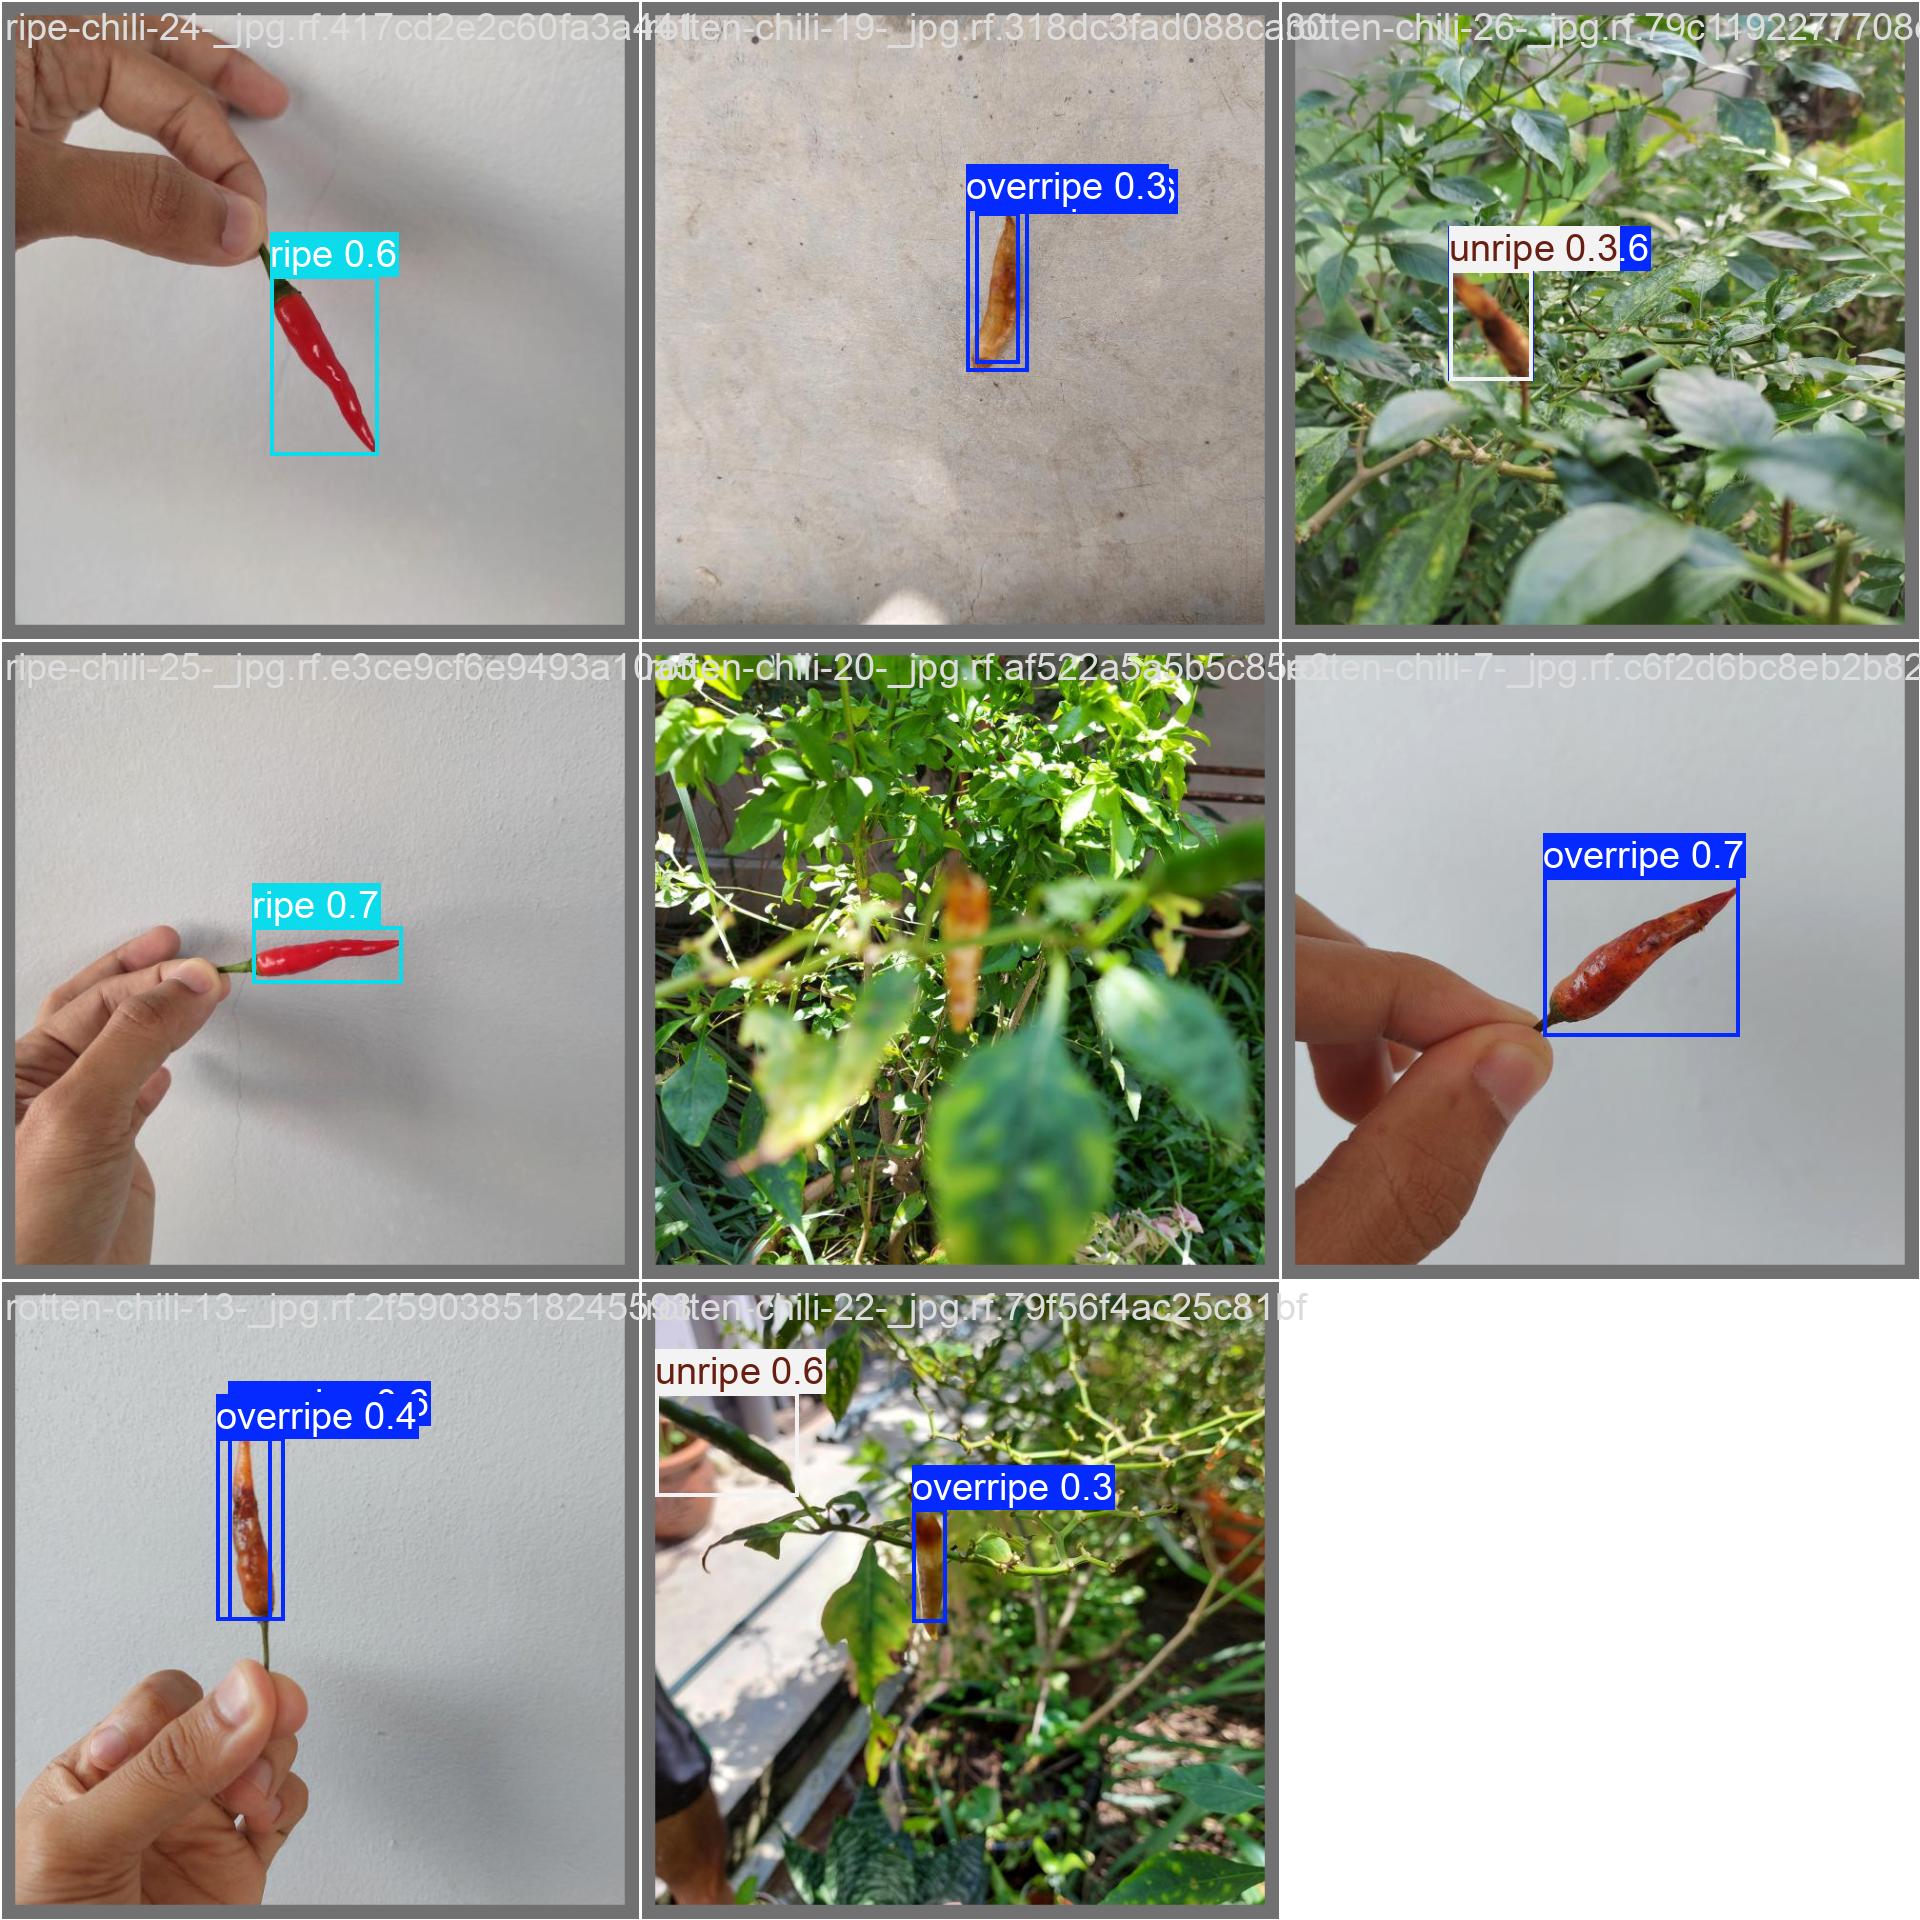 ripe-chili-24-_jpg.rf.417cd2e2c60fa3a441
rotten-chili-19-_jpg.rf.318dc3fad088ca
rotten-chili-26-_jpg.rf.79c1192277708
ripe 0.6
overripe 0.3
unripe 0.3
.6
ripe-chili-25-_jpg.rf.e3ce9cf6e9493a10
rotten-chili-20-_jpg.rf.af522a5a5b5c85e2
rotten-chili-7-_jpg.rf.c6f2d6bc8eb2b82
ripe 0.7
overripe 0.7
rotten-chili-13-_jpg.rf.2f5903851824559
rotten-chili-22-_jpg.rf.79f56f4ac25c81bf
overripe 0.4
unripe 0.6
overripe 0.3